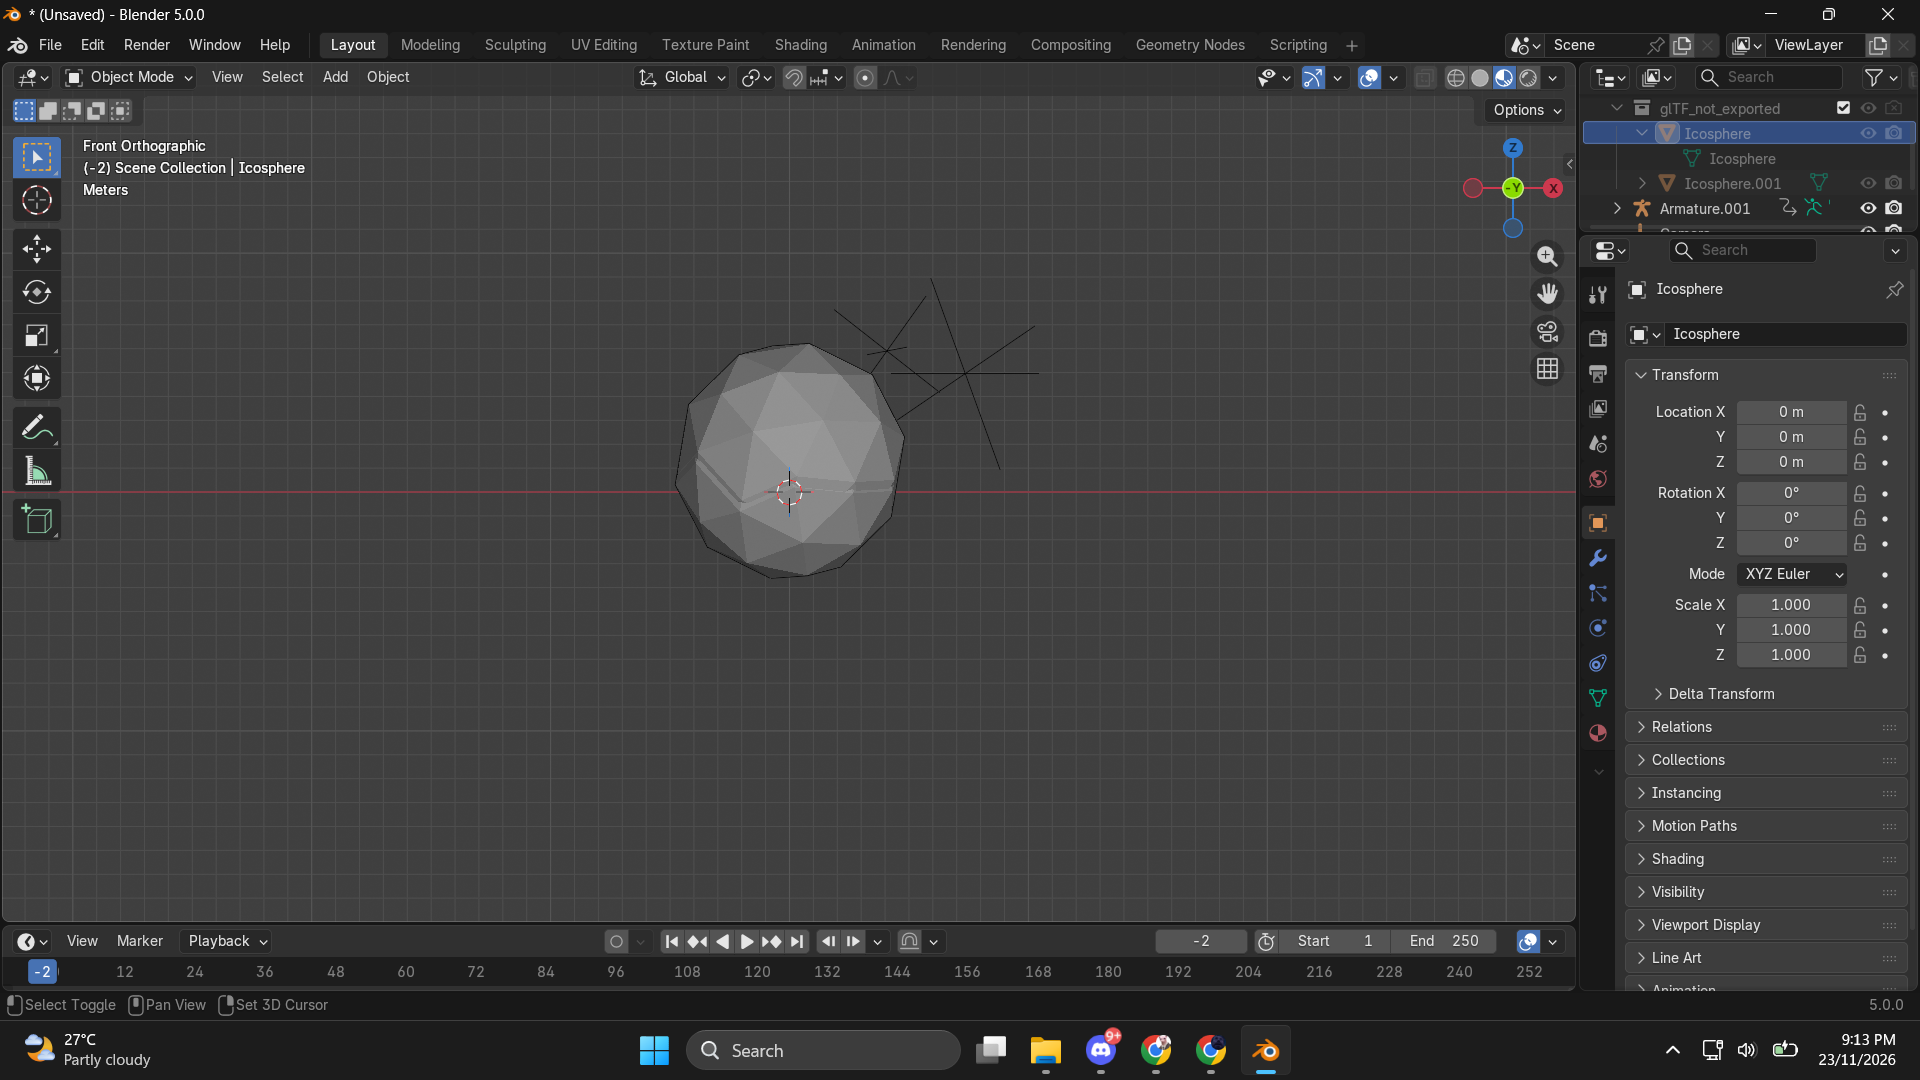 * (Unsaved) - Blender 5.0.0
File Edit Render Window Help
Layout Modeling Sculpting UV Editing Texture Paint Shading Animation Rendering Compositing Geometry Nodes Scripting
Scene
ViewLayer
Object Mode View Select Add Object
Global
Search
Options
Front Orthographic
(-2) Scene Collection | Icosphere
Meters
Z
-Y
X
glTF_not_exported
Icosphere
Icosphere
Icosphere.001
Armature.001
Search
Icosphere
Icosphere
Transform
Location X 0 m
Y 0 m
Z 0 m
Rotation X 0°
Y 0°
Z 0°
Mode XYZ Euler
Scale X 1.000
Y 1.000
Z 1.000
Delta Transform
Relations
Collections
Instancing
Motion Paths
Shading
Visibility
Viewport Display
Line Art
Animation
View Marker Playback
-2 Start 1 End 250
-2 12 24 36 48 60 72 84 96 108 120 132 144 156 168 180 192 204 216 228 240 252
Select Toggle Pan View Set 3D Cursor
5.0.0
27°C
Partly cloudy
Search
9+
9:13 PM
23/11/2026